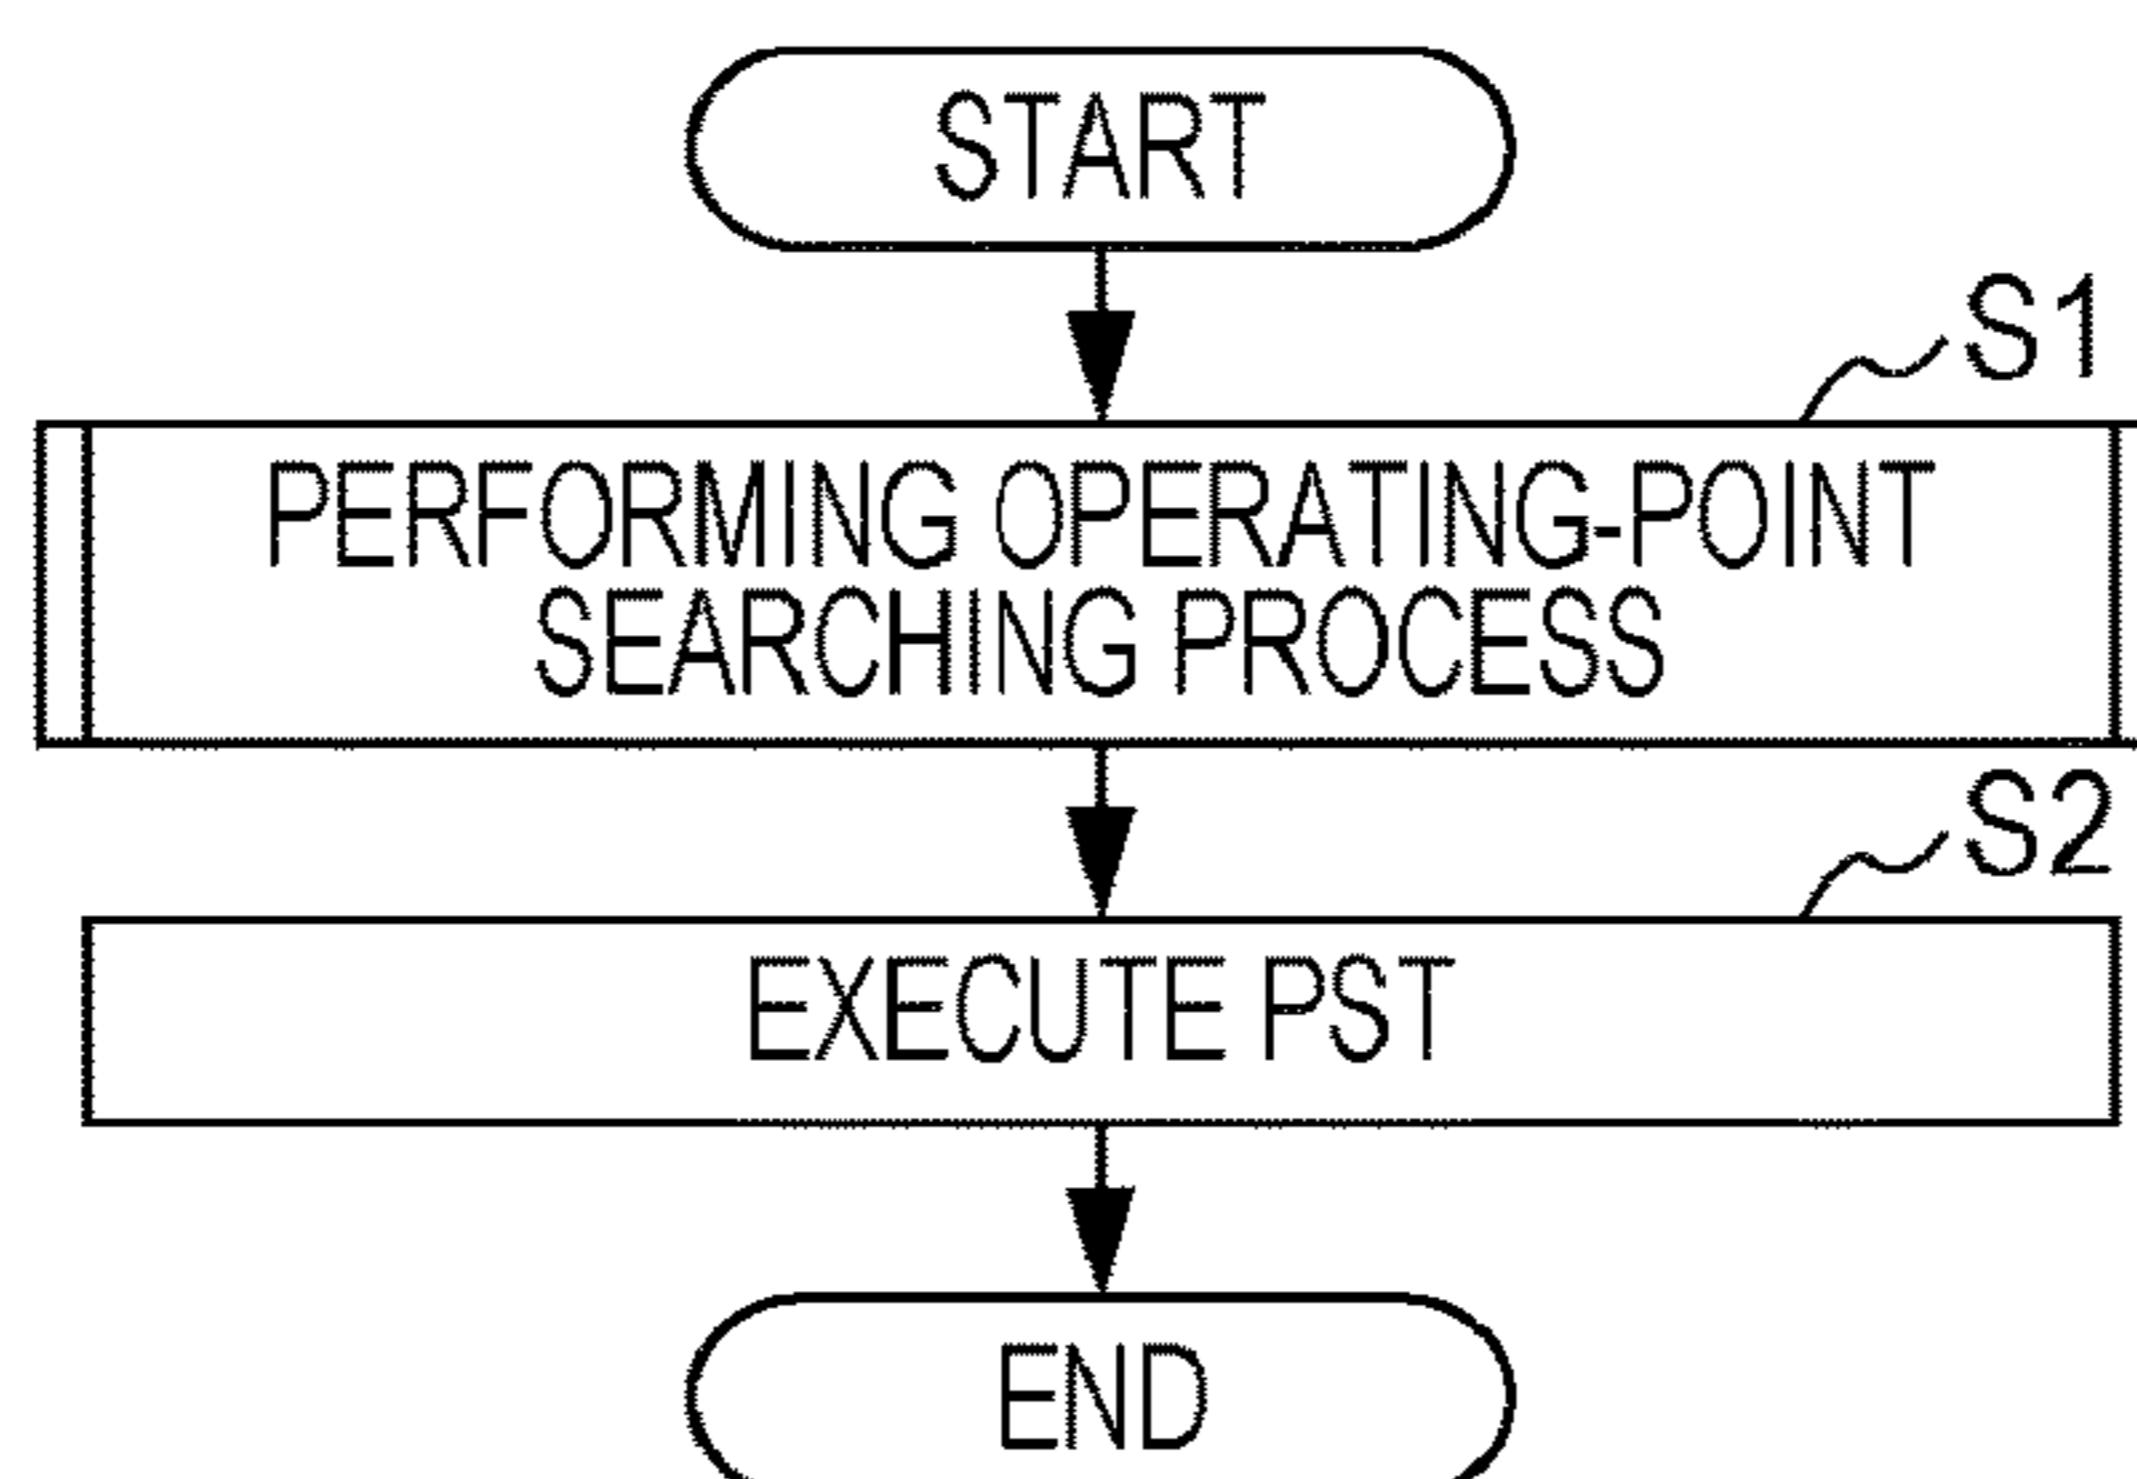 START
S1
PERFORMING OPERATING-POINT
SEARCHING PROCESS
S2
EXECUTE PST
END